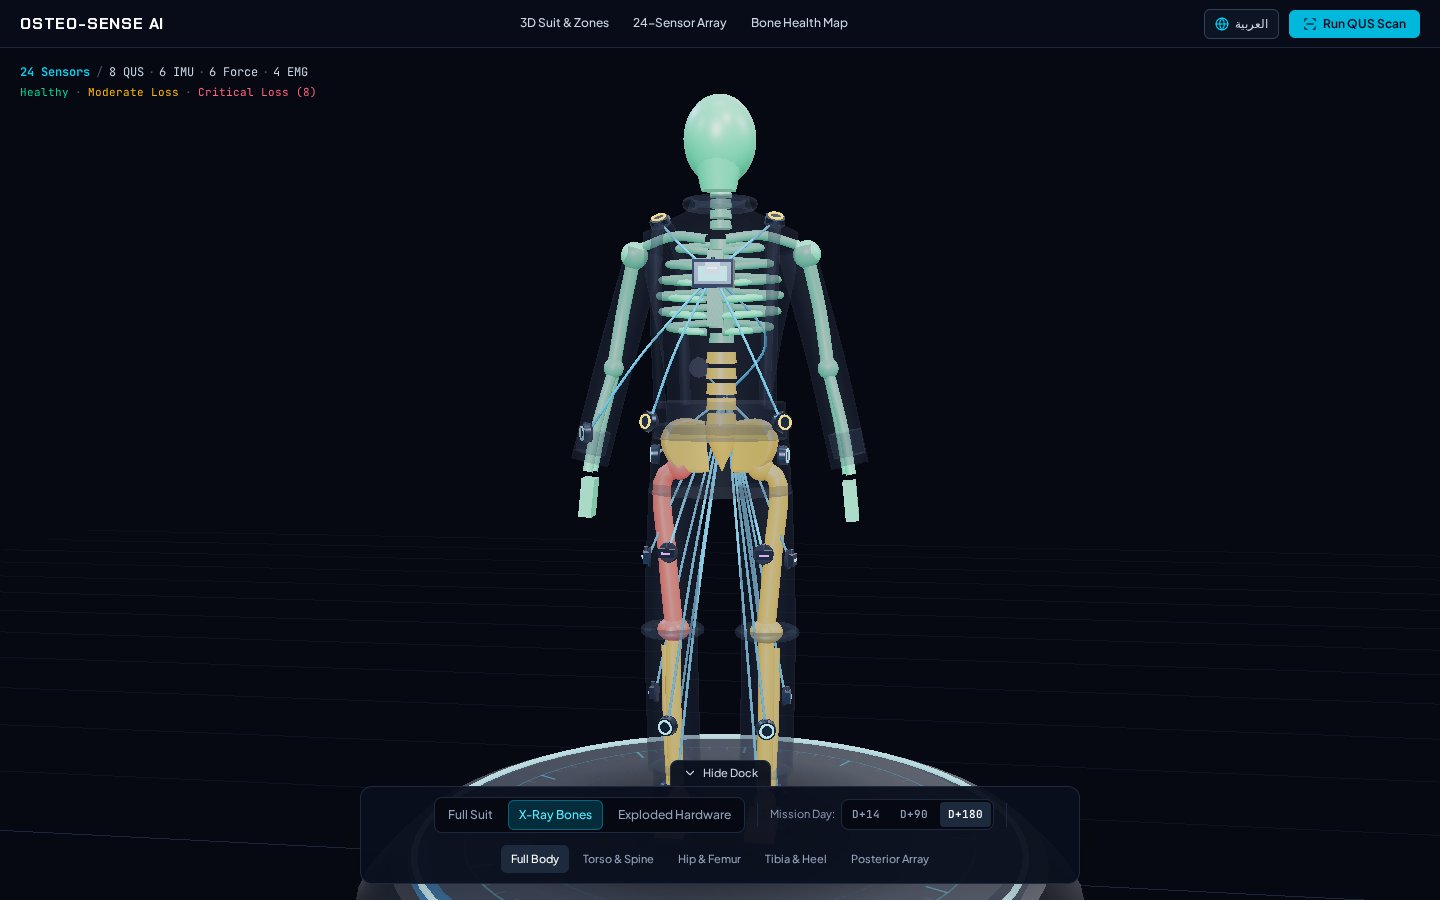 OSTEO-SENSE AI
3D Suit & Zones
24-Sensor Array
Bone Health Map
العربية
Run QUS Scan
24 Sensors / 8 QUS · 6 IMU · 6 Force · 4 EMG
Healthy · Moderate Loss · Critical Loss (8)
Hide Dock
Full Suit
X-Ray Bones
Exploded Hardware
Mission Day:
D+14
D+90
D+180
Full Body
Torso & Spine
Hip & Femur
Tibia & Heel
Posterior Array